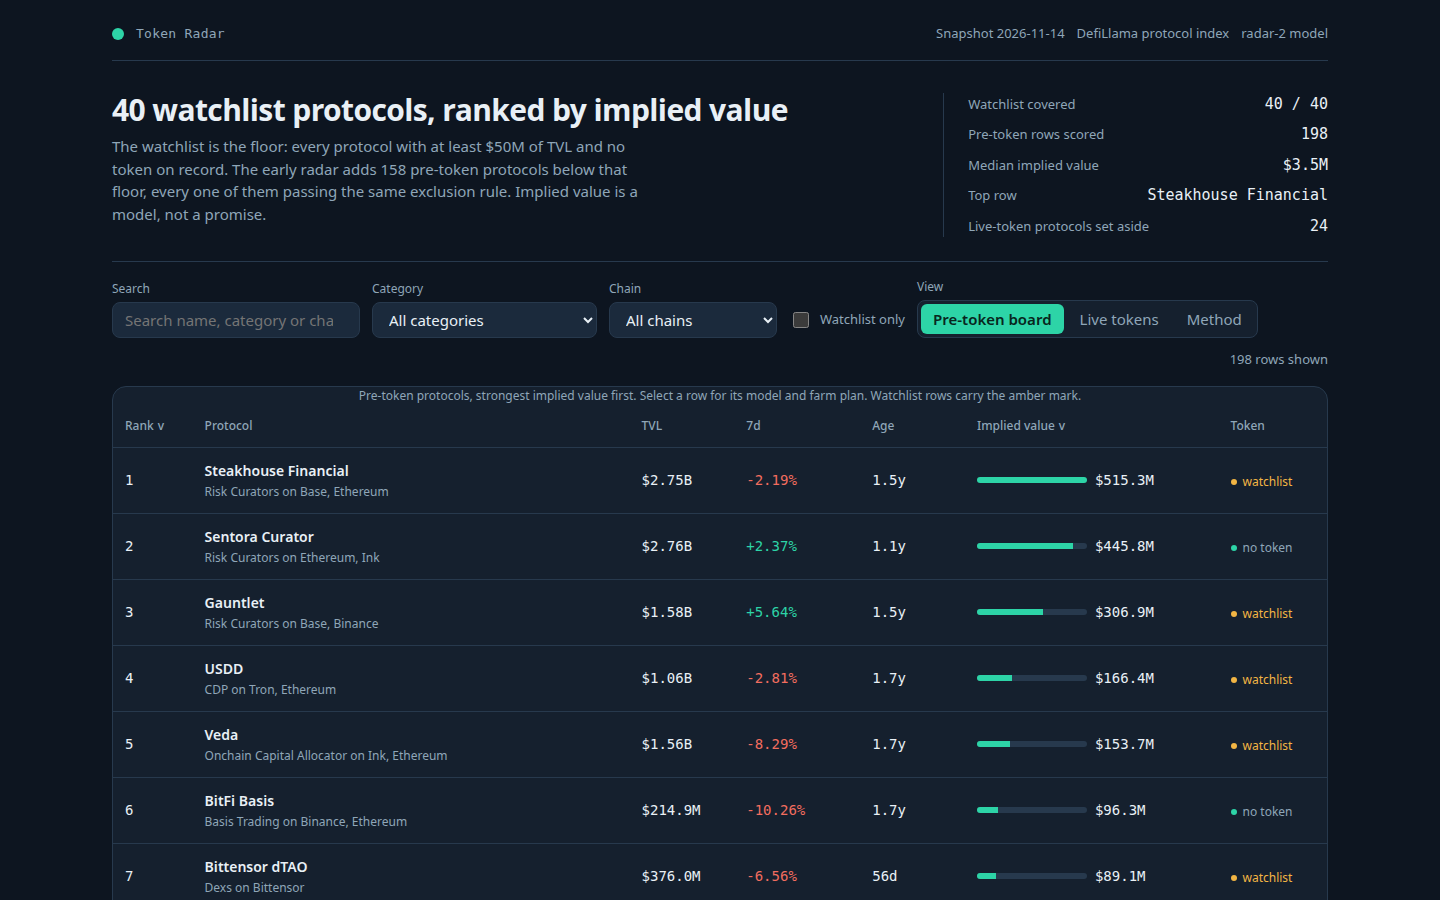 Token Radar
Snapshot 2026-11-14 DefiLlama protocol index radar-2 model
40 watchlist protocols, ranked by implied value
The watchlist is the floor: every protocol with at least $50M of TVL and no
token on record. The early radar adds 158 pre-token protocols below that
floor, every one of them passing the same exclusion rule. Implied value is a
model, not a promise.
Watchlist covered 40 / 40
Pre-token rows scored 198
Median implied value $3.5M
Top row Steakhouse Financial
Live-token protocols set aside 24
Search
Category
Chain
View
Search name, category or cha
All categories
All chains
Watchlist only
Pre-token board
Live tokens
Method
198 rows shown
Pre-token protocols, strongest implied value first. Select a row for its model and farm plan. Watchlist rows carry the amber mark.
Rank v Protocol TVL 7d Age Implied value v Token
1 Steakhouse Financial $2.75B -2.19% 1.5y $515.3M watchlist
Risk Curators on Base, Ethereum
2 Sentora Curator $2.76B +2.37% 1.1y $445.8M no token
Risk Curators on Ethereum, Ink
3 Gauntlet $1.58B +5.64% 1.5y $306.9M watchlist
Risk Curators on Base, Binance
4 USDD $1.06B -2.81% 1.7y $166.4M watchlist
CDP on Tron, Ethereum
5 Veda $1.56B -8.29% 1.7y $153.7M watchlist
Onchain Capital Allocator on Ink, Ethereum
6 BitFi Basis $214.9M -10.26% 1.7y $96.3M no token
Basis Trading on Binance, Ethereum
7 Bittensor dTAO $376.0M -6.56% 56d $89.1M watchlist
Dexs on Bittensor